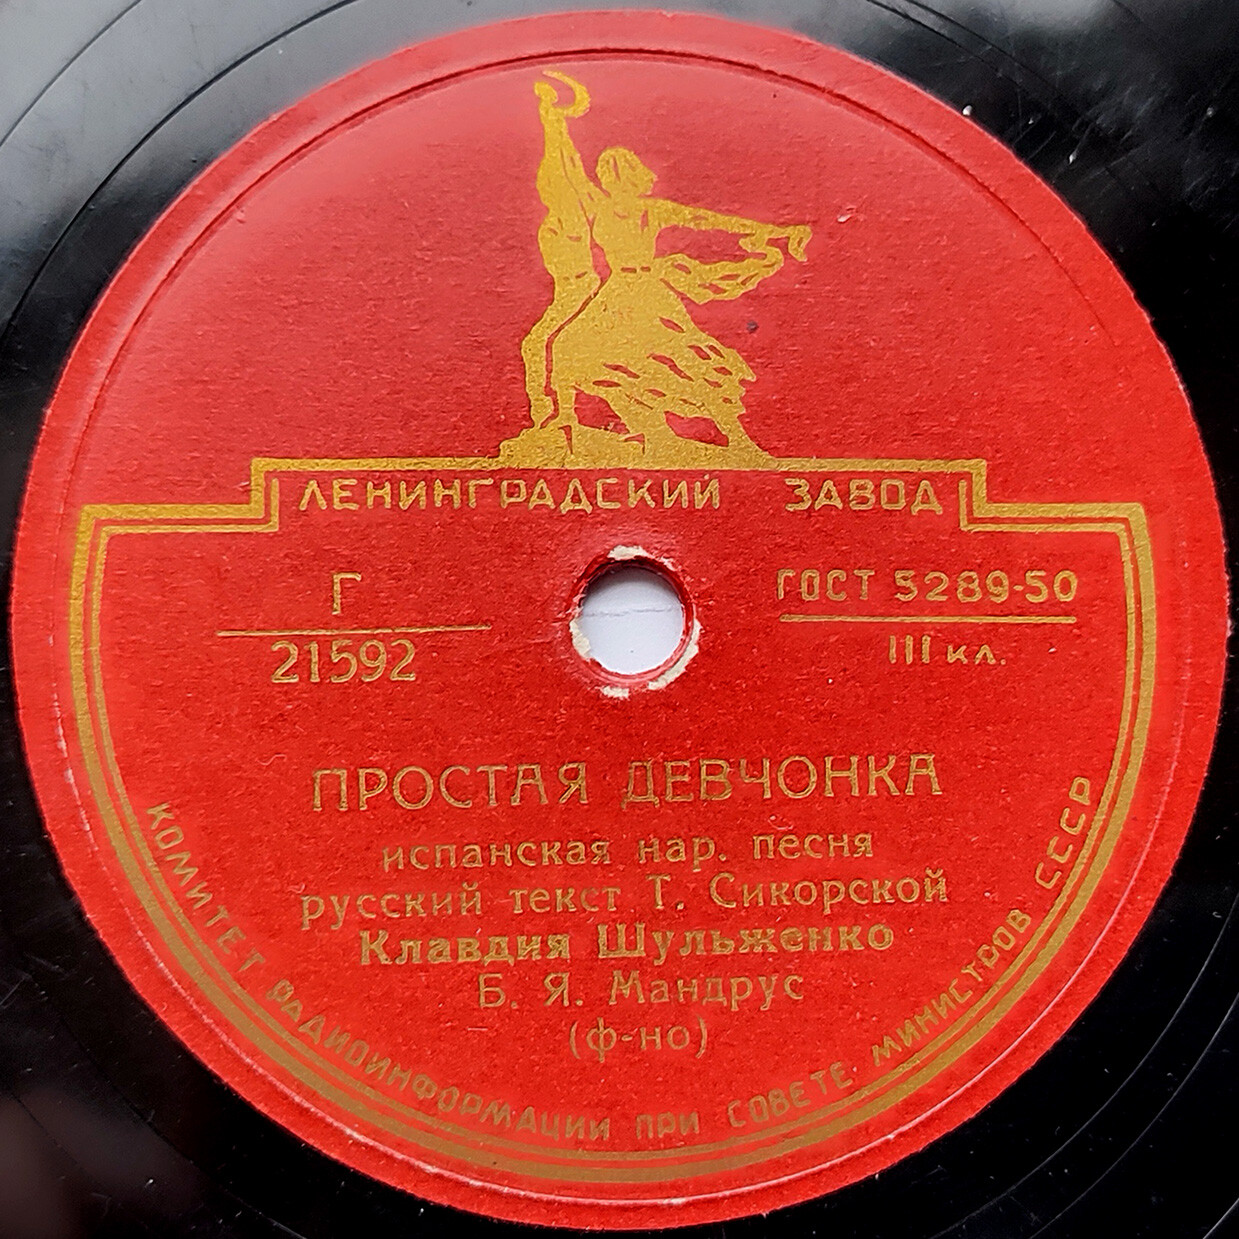 ЛЕНИНГРАДСКИЙ ЗАВОД
Г
21592
ГОСТ 5289-50
III кл.
ПРОСТАЯ ДЕВЧОНКА
испанская нар. песня
русский текст Т. Сикорской
Клавдия Шульженко
Б. Я. Мандрус
(ф-но)
КОМИТЕТ РАДИОИНФОРМАЦИИ ПРИ СОВЕТЕ МИНИСТРОВ СССР